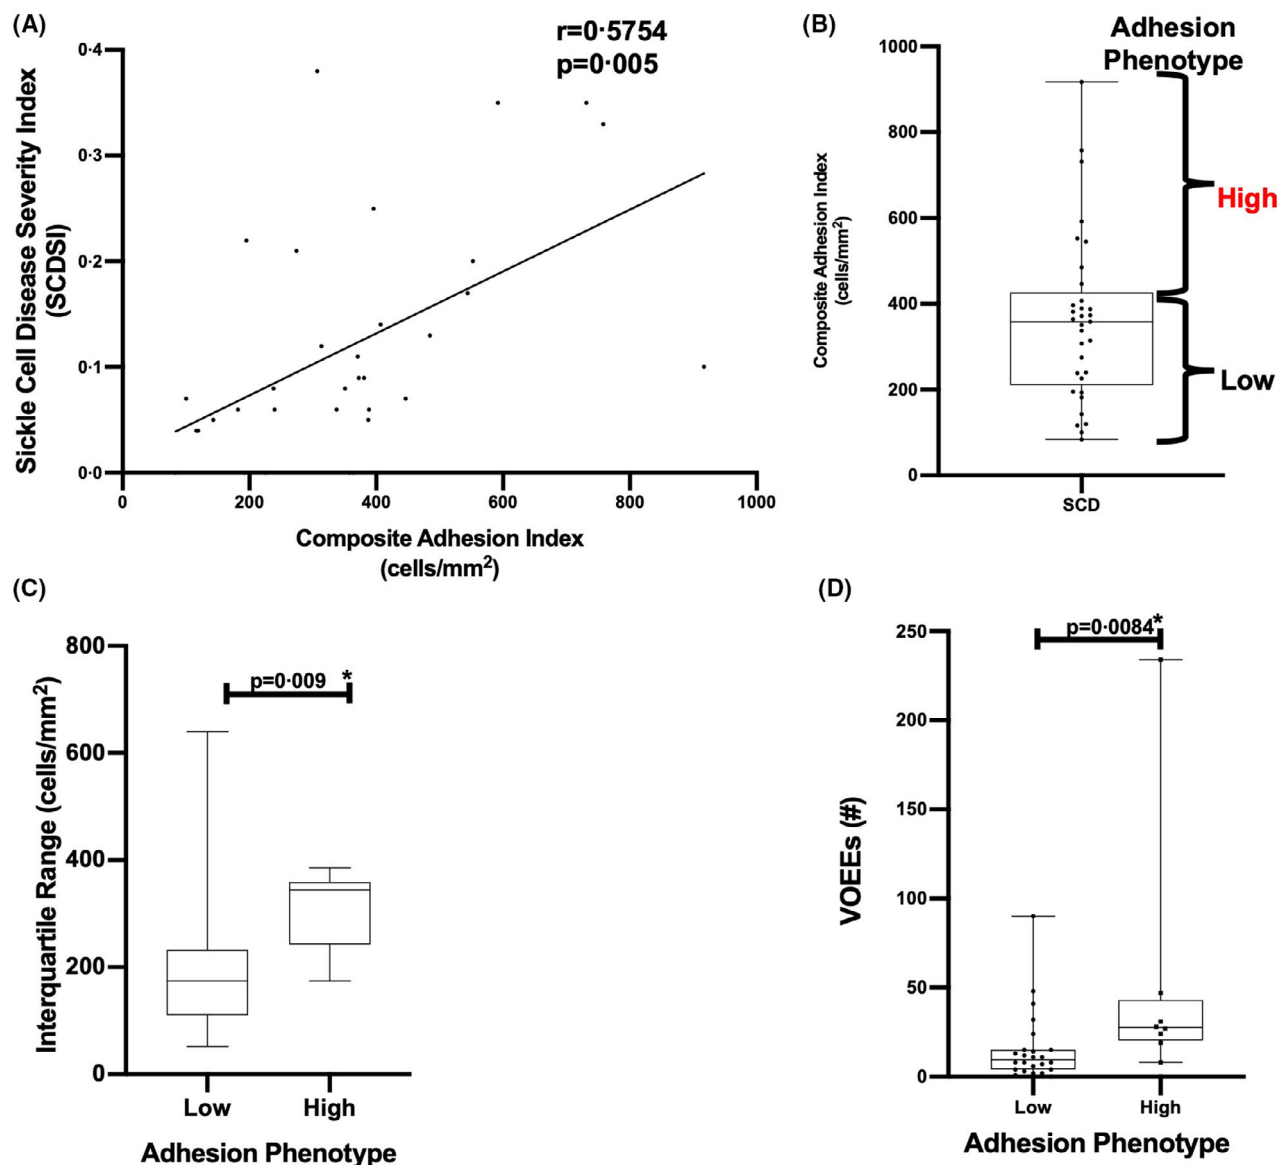 (A)
r=0·5754
p=0·005
Sickle Cell Disease Severity Index
(SCDSI)
0·4
0·3
0·2
0·1
0·0
0 200 400 600 800 1000
Composite Adhesion Index
(cells/mm²)
(B)
Adhesion
Phenotype
Composite Adhesion Index
(cells/mm²)
1000
800
600
400
200
0
High
Low
SCD
(C)
Interquartile Range (cells/mm²)
800
600
400
200
0
p=0·009 *
Low High
Adhesion Phenotype
(D)
VOEEs (#)
250
200
150
100
50
0
p=0·0084*
Low High
Adhesion Phenotype